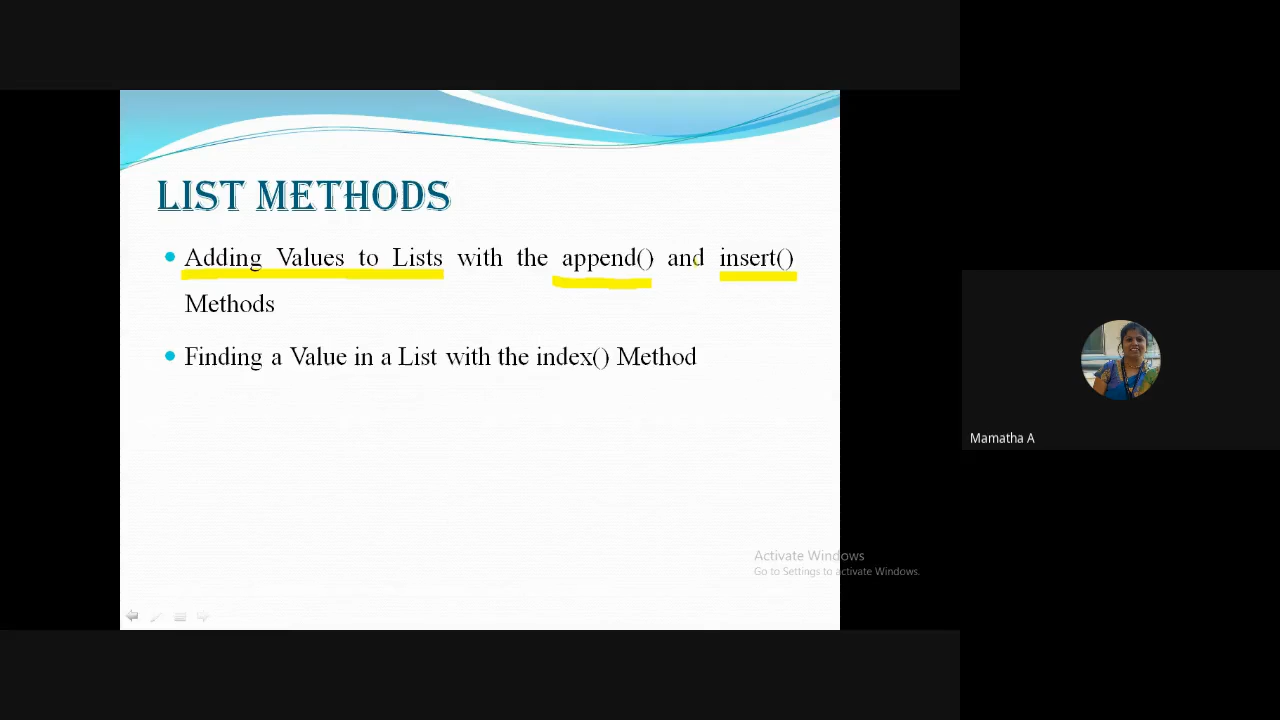 LIST METHODS
Adding Values to Lists with the append() and insert()
Methods
Finding a Value in a List with the index() Method
Mamatha A
Activate Windows
Go to Settings to activate Windows.